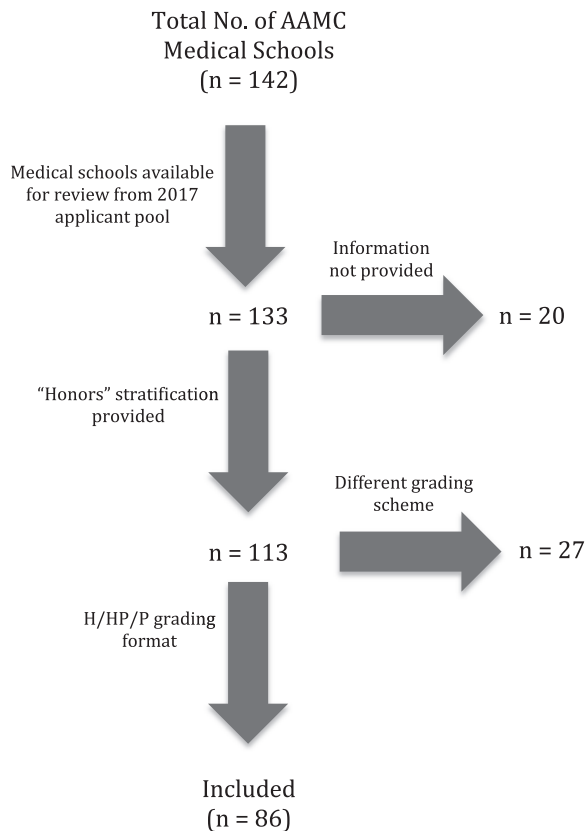 Total No. of AAMC
Medical Schools
(n = 142)
Medical schools available
for review from 2017
applicant pool
Information
not provided
n = 133
n = 20
“Honors” stratification
provided
Different grading
scheme
n = 113
n = 27
H/HP/P grading
format
Included
(n = 86)